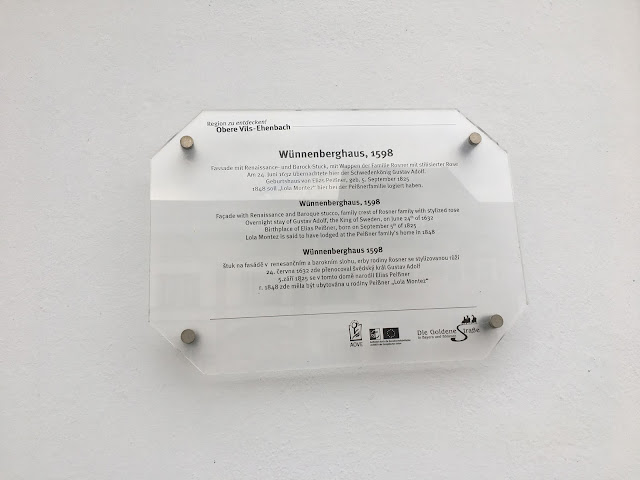 Region zu entdecken!
Obere Vils-Ehenbach
Wünnenberghaus, 1598
Fassade mit Renaissance- und Barock-Stuck, mit Wappen der Familie Rosner mit stilisierter Rose
Am 24. Juni 1632 übernachtete hier der Schwedenkönig Gustav Adolf.
Geburtshaus von Elias Peißner, geb. 5. September 1825
1848 soll „Lola Montez" hier bei der Peißnerfamilie logiert haben.
Wünnenberghaus, 1598
Façade with Renaissance and Baroque stucco, family crest of Rosner family with stylized rose
Overnight stay of Gustav Adolf, the King of Sweden, on June 24th of 1632
Birthplace of Elias Peißner, born on September 5th of 1825
Lola Montez is said to have lodged at the Peißner family's home in 1848
Wünnenberghaus 1598
štuk na fasádě v renesančním a barokním slohu, erby rodiny Rosner se stylizovanou růží
24. června 1632 zde přenocoval švédský král Gustav Adolf
5.září 1825 se v tomto domě narodil Elias Peißner
r. 1848 zde měla být ubytována u rodiny Peißner „Lola Montez"
AOVE
Die Goldene
Straße
in Bayern und Böhmen